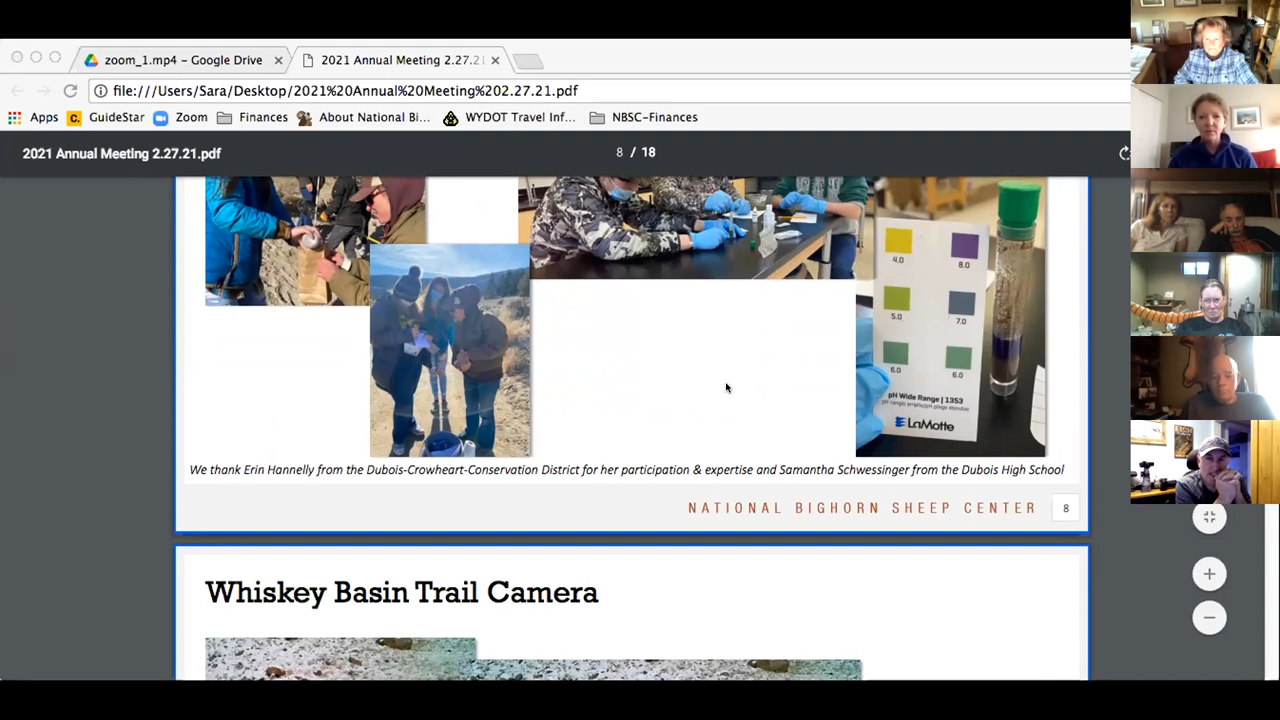 zoom_1.mp4 – Google Drive
2021 Annual Meeting 2.27.21
file:///Users/Sara/Desktop/2021%20Annual%20Meeting%202.27.21.pdf
Apps GuideStar Zoom Finances About National Bi... WYDOT Travel Inf... NBSC-Finances
2021 Annual Meeting 2.27.21.pdf
8 / 18
4.0 8.0
5.0 7.0
6.0 6.0
pH Wide Range | 1353
LaMotte
We thank Erin Hannelly from the Dubois-Crowheart-Conservation District for her participation & expertise and Samantha Schwessinger from the Dubois High School
NATIONAL BIGHORN SHEEP CENTER 8
Whiskey Basin Trail Camera